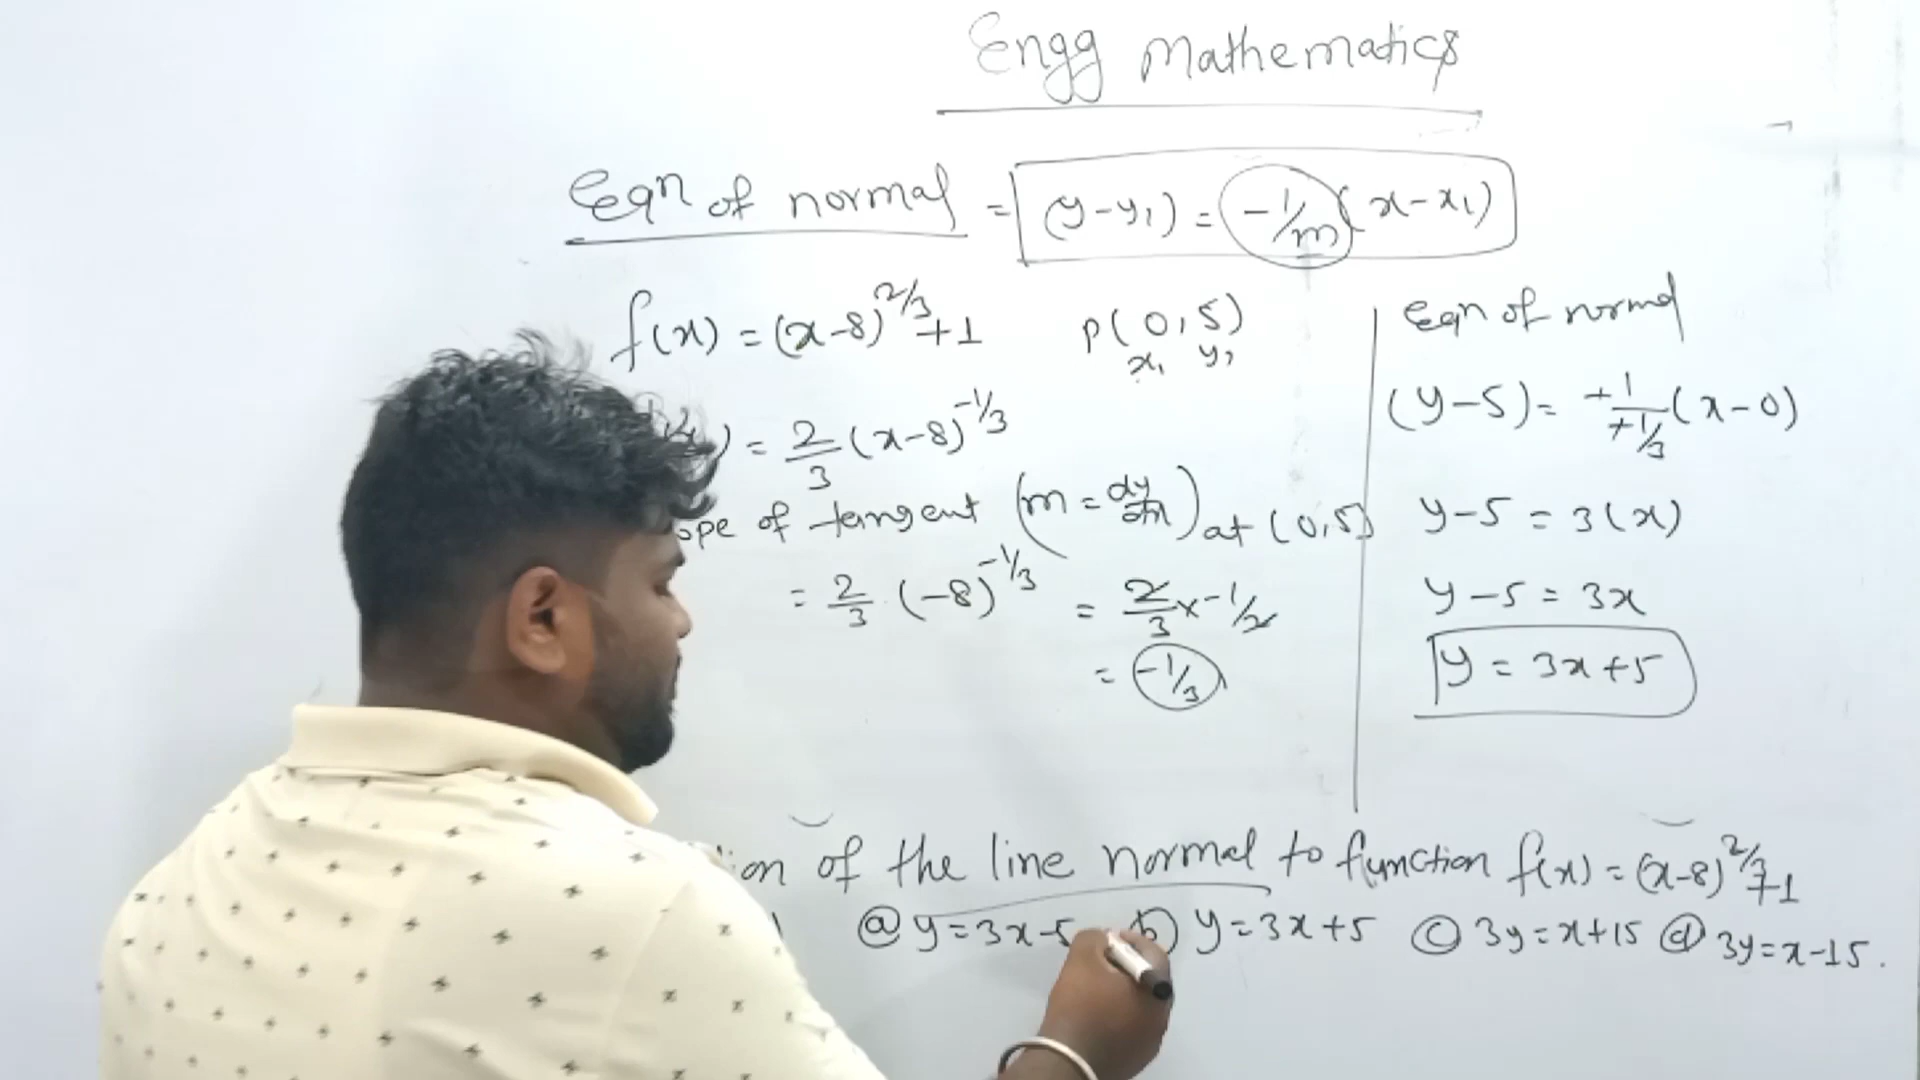 Engg Mathematics
Eqn of normal = (y-y₁) = -1/m (x-x₁)
f(x) = (x-8)^2/3 +1
P(0,5)
x₁ y₁
= 2/3 (x-8)^-1/3
ope of tangent (m = dy/dx) at (0,5)
= 2/3 (-8)^-1/3 = 2/3 x -1/2
= -1/3
Eqn of normal
(y-5) = +1/+1/3 (x-0)
y-5 = 3(x)
y-5 = 3x
y = 3x+5
ion of the line normal to function f(x) = (x-8)^2/3 +1
ⓐ y=3x-5 ⓑ y=3x+5 ⓒ 3y=x+15 ⓓ 3y=x-15.